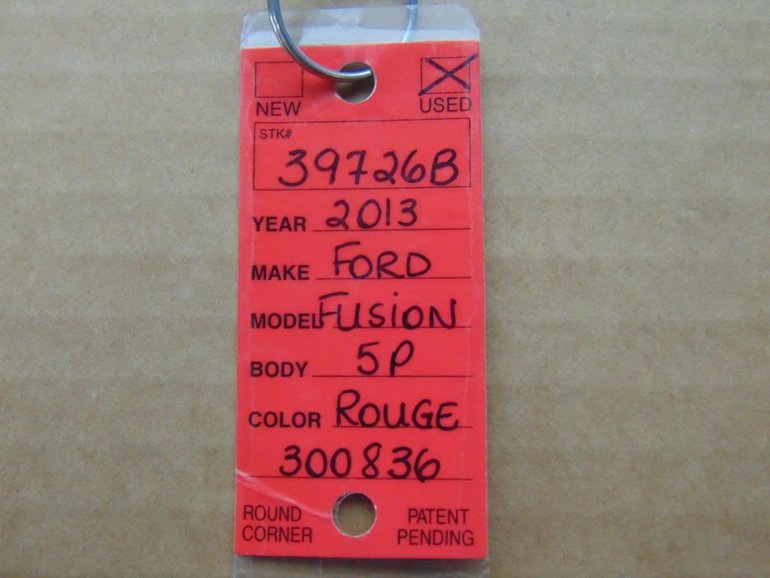 NEW USED
STK#
39726B
YEAR 2013
MAKE FORD
MODEL FUSION
BODY 5P
COLOR ROUGE
300836
ROUND PATENT
CORNER PENDING